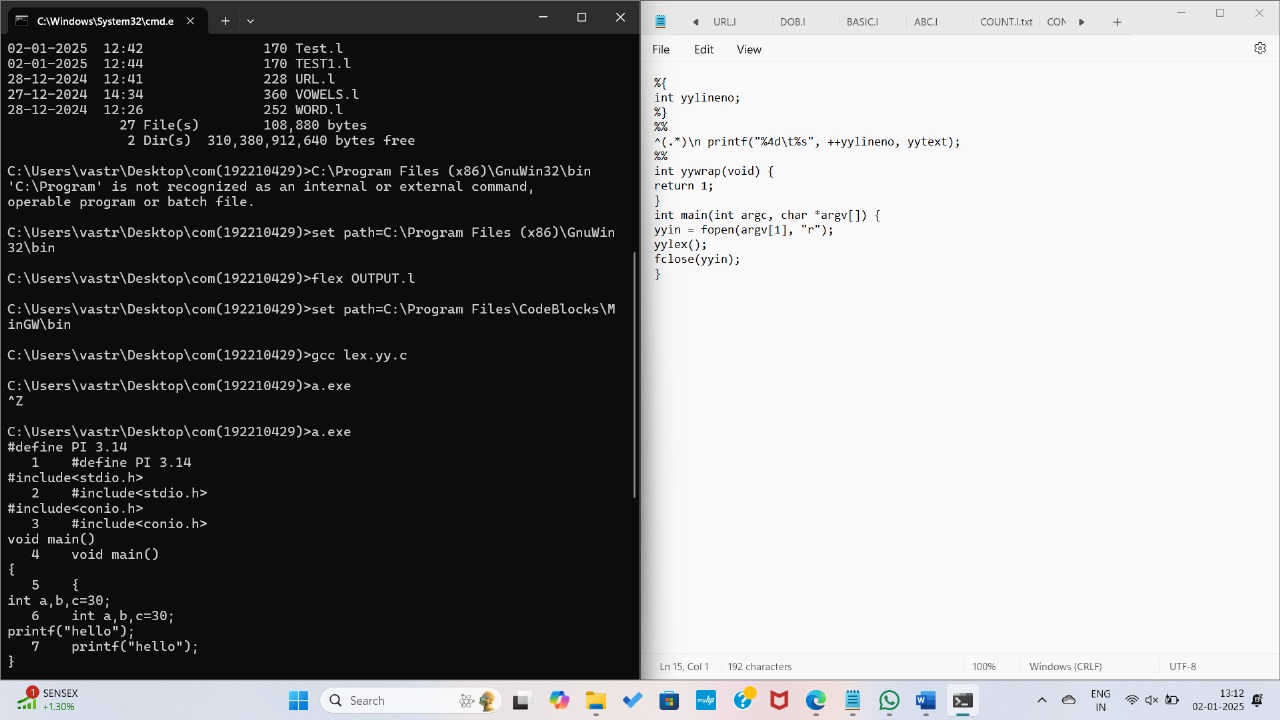 C:\Windows\System32\cmd.e
02-01-2025 12:42 170 Test.l
02-01-2025 12:44 170 TEST1.l
28-12-2024 12:41 228 URL.l
27-12-2024 14:34 360 VOWELS.l
28-12-2024 12:26 252 WORD.l
27 File(s) 108,880 bytes
2 Dir(s) 310,380,912,640 bytes free
C:\Users\vastr\Desktop\com(192210429)>C:\Program Files (x86)\GnuWin32\bin
'C:\Program' is not recognized as an internal or external command,
operable program or batch file.
C:\Users\vastr\Desktop\com(192210429)>set path=C:\Program Files (x86)\GnuWin
32\bin
C:\Users\vastr\Desktop\com(192210429)>flex OUTPUT.l
C:\Users\vastr\Desktop\com(192210429)>set path=C:\Program Files\CodeBlocks\M
inGW\bin
C:\Users\vastr\Desktop\com(192210429)>gcc lex.yy.c
C:\Users\vastr\Desktop\com(192210429)>a.exe
^Z
C:\Users\vastr\Desktop\com(192210429)>a.exe
#define PI 3.14
1 #define PI 3.14
#include<stdio.h>
2 #include<stdio.h>
#include<conio.h>
3 #include<conio.h>
void main()
4 void main()
{
5 {
int a,b,c=30;
6 int a,b,c=30;
printf("hello");
7 printf("hello");
}
URL.l DOB.l BASIC.l ABC.l COUNT.l.txt CON
File Edit View
%{
int yylineno;
%}
%%
^(.*)\n printf("%4d\t%s", ++yylineno, yytext);
%%
int yywrap(void) {
return 1;
}
int main(int argc, char *argv[]) {
yyin = fopen(argv[1], "r");
yylex();
fclose(yyin);
}
Ln 15, Col 1 192 characters 100% Windows (CRLF) UTF-8
1 SENSEX
+1.30%
Search
ENG
IN
13:12
02-01-2025